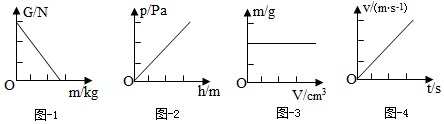 G/N
O
m/kg
图-1
p/Pa
O
h/m
图-2
m/g
O
V/cm³
图-3
v/(m·s⁻¹)
O
t/s
图-4